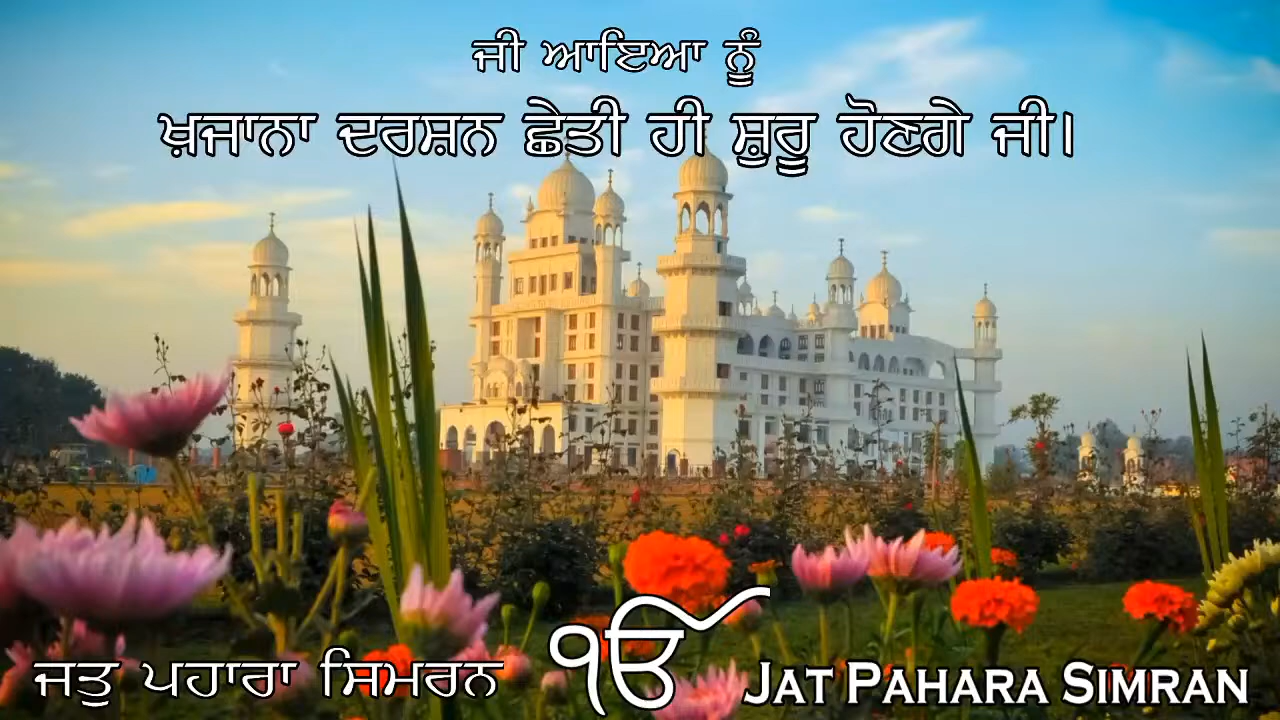 ਜੀ ਆਇਆ ਨੂੰ
ਖ਼ਜਾਨਾ ਦਰਸ਼ਨ ਛੇਤੀ ਹੀ ਸ਼ੁਰੂ ਹੋਣਗੇ ਜੀ।
ਜਤੁ ਪਹਾਰਾ ਸਿਮਰਨ ੴ JAT PAHARA SIMRAN